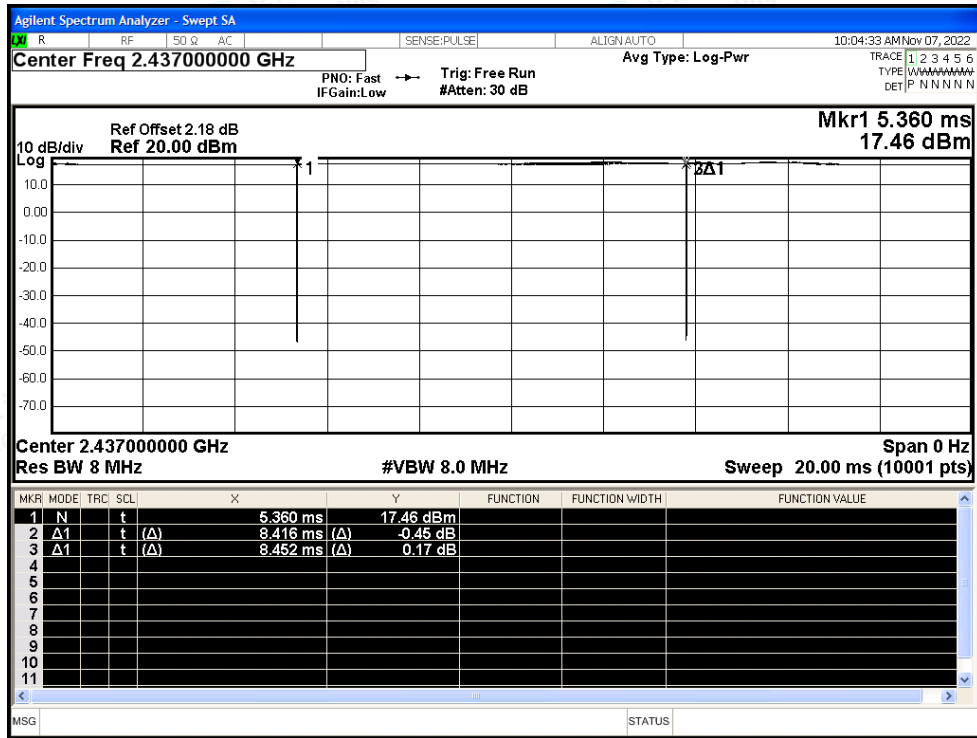 Agilent Spectrum Analyzer - Swept SA
LXI R RF 50 Ω AC SENSE:PULSE ALIGN AUTO 10:04:33 AM Nov 07, 2022
Center Freq 2.437000000 GHz
Avg Type: Log-Pwr
TRACE 1 2 3 4 5 6
PNO: Fast
Trig: Free Run
TYPE
IFGain:Low
#Atten: 30 dB
DET P N N N N N
Mkr1 5.360 ms
17.46 dBm
Ref Offset 2.18 dB
10 dB/div Ref 20.00 dBm
Log
1
3Δ1
10.0
0.00
-10.0
-20.0
-30.0
-40.0
-50.0
-60.0
-70.0
Center 2.437000000 GHz Span 0 Hz
Res BW 8 MHz #VBW 8.0 MHz Sweep 20.00 ms (10001 pts)
MKR MODE TRC SCL X Y FUNCTION FUNCTION WIDTH FUNCTION VALUE
1 N t 5.360 ms 17.46 dBm
2 Δ1 t (Δ) 8.416 ms (Δ) -0.45 dB
3 Δ1 t (Δ) 8.452 ms (Δ) 0.17 dB
4
5
6
7
8
9
10
11
MSG STATUS